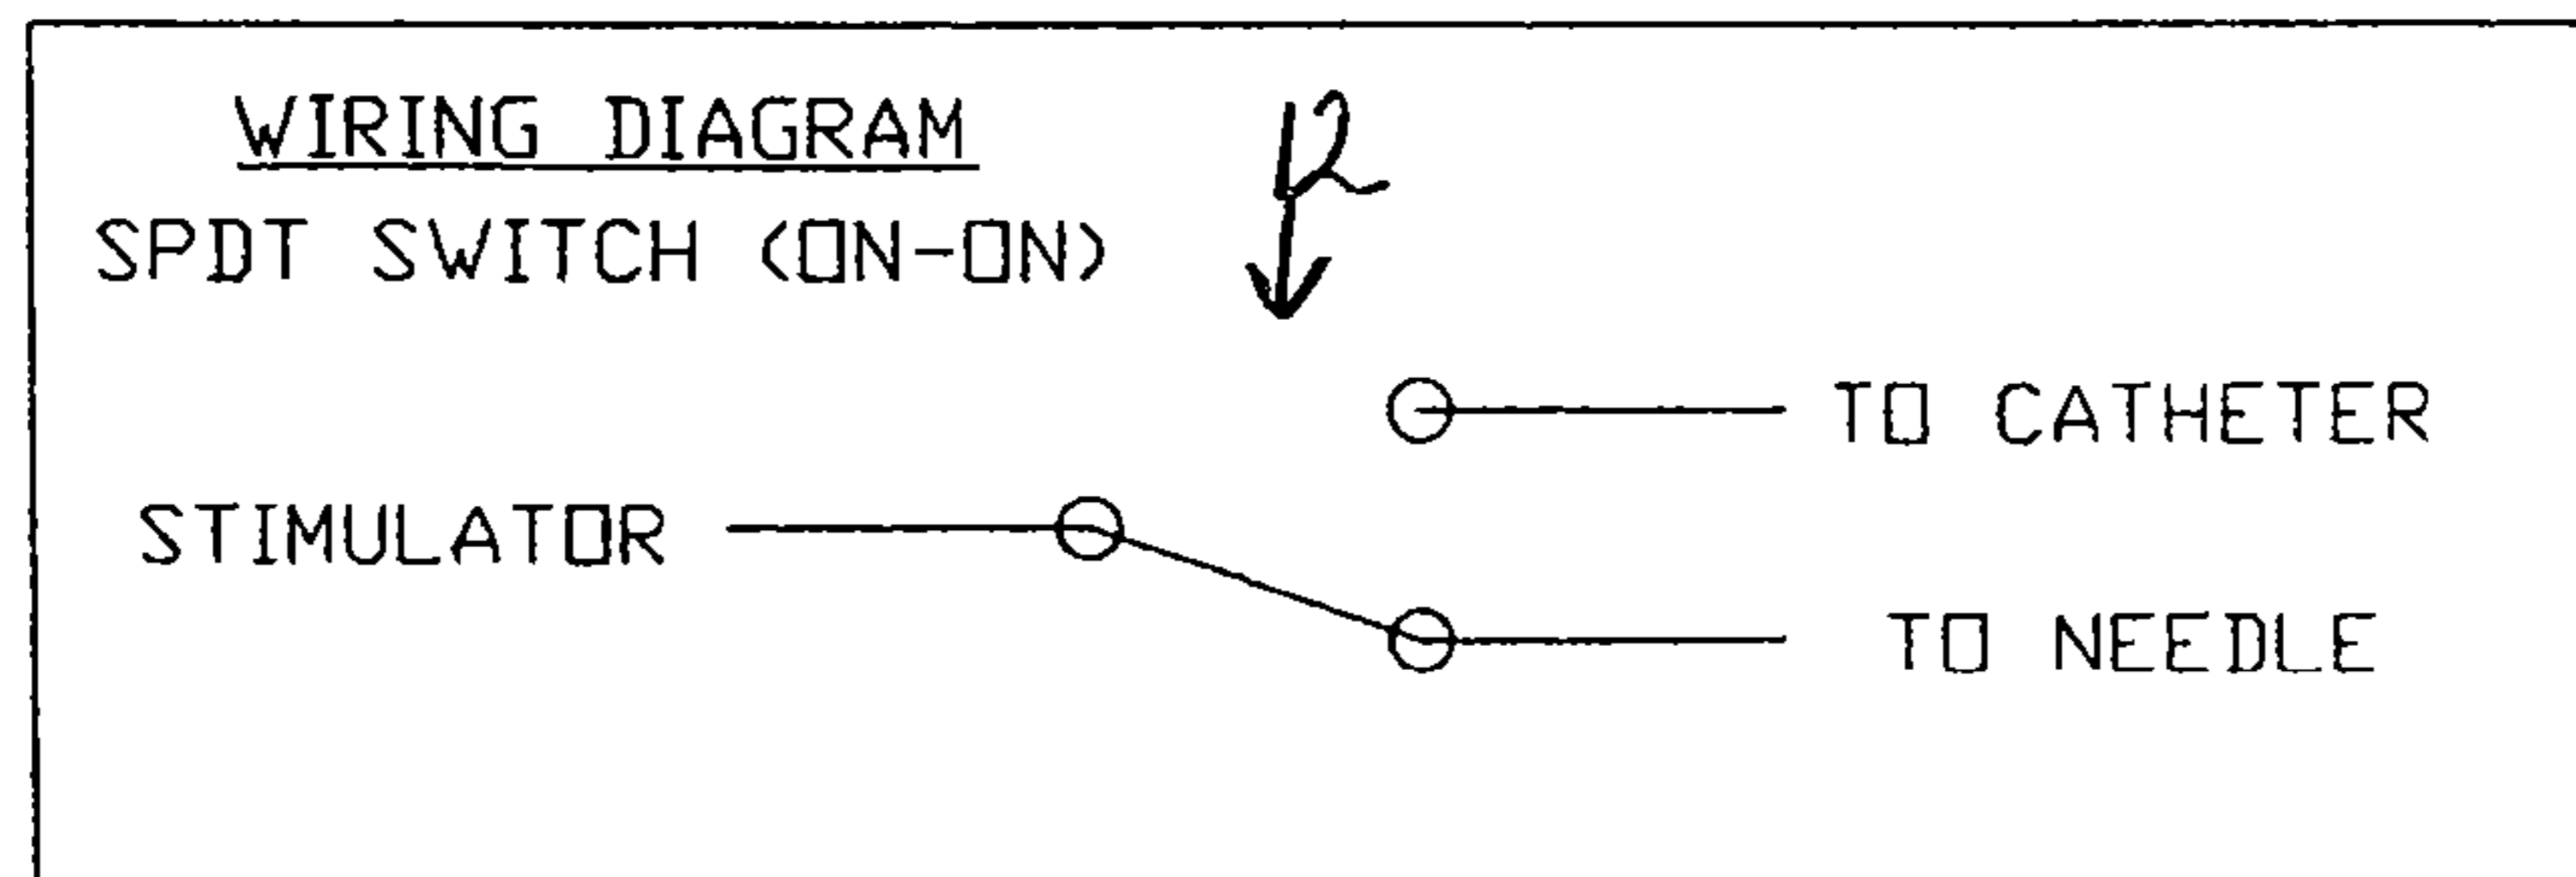 WIRING DIAGRAM
12
SPDT SWITCH (ON-ON)
TO CATHETER
STIMULATOR
TO NEEDLE